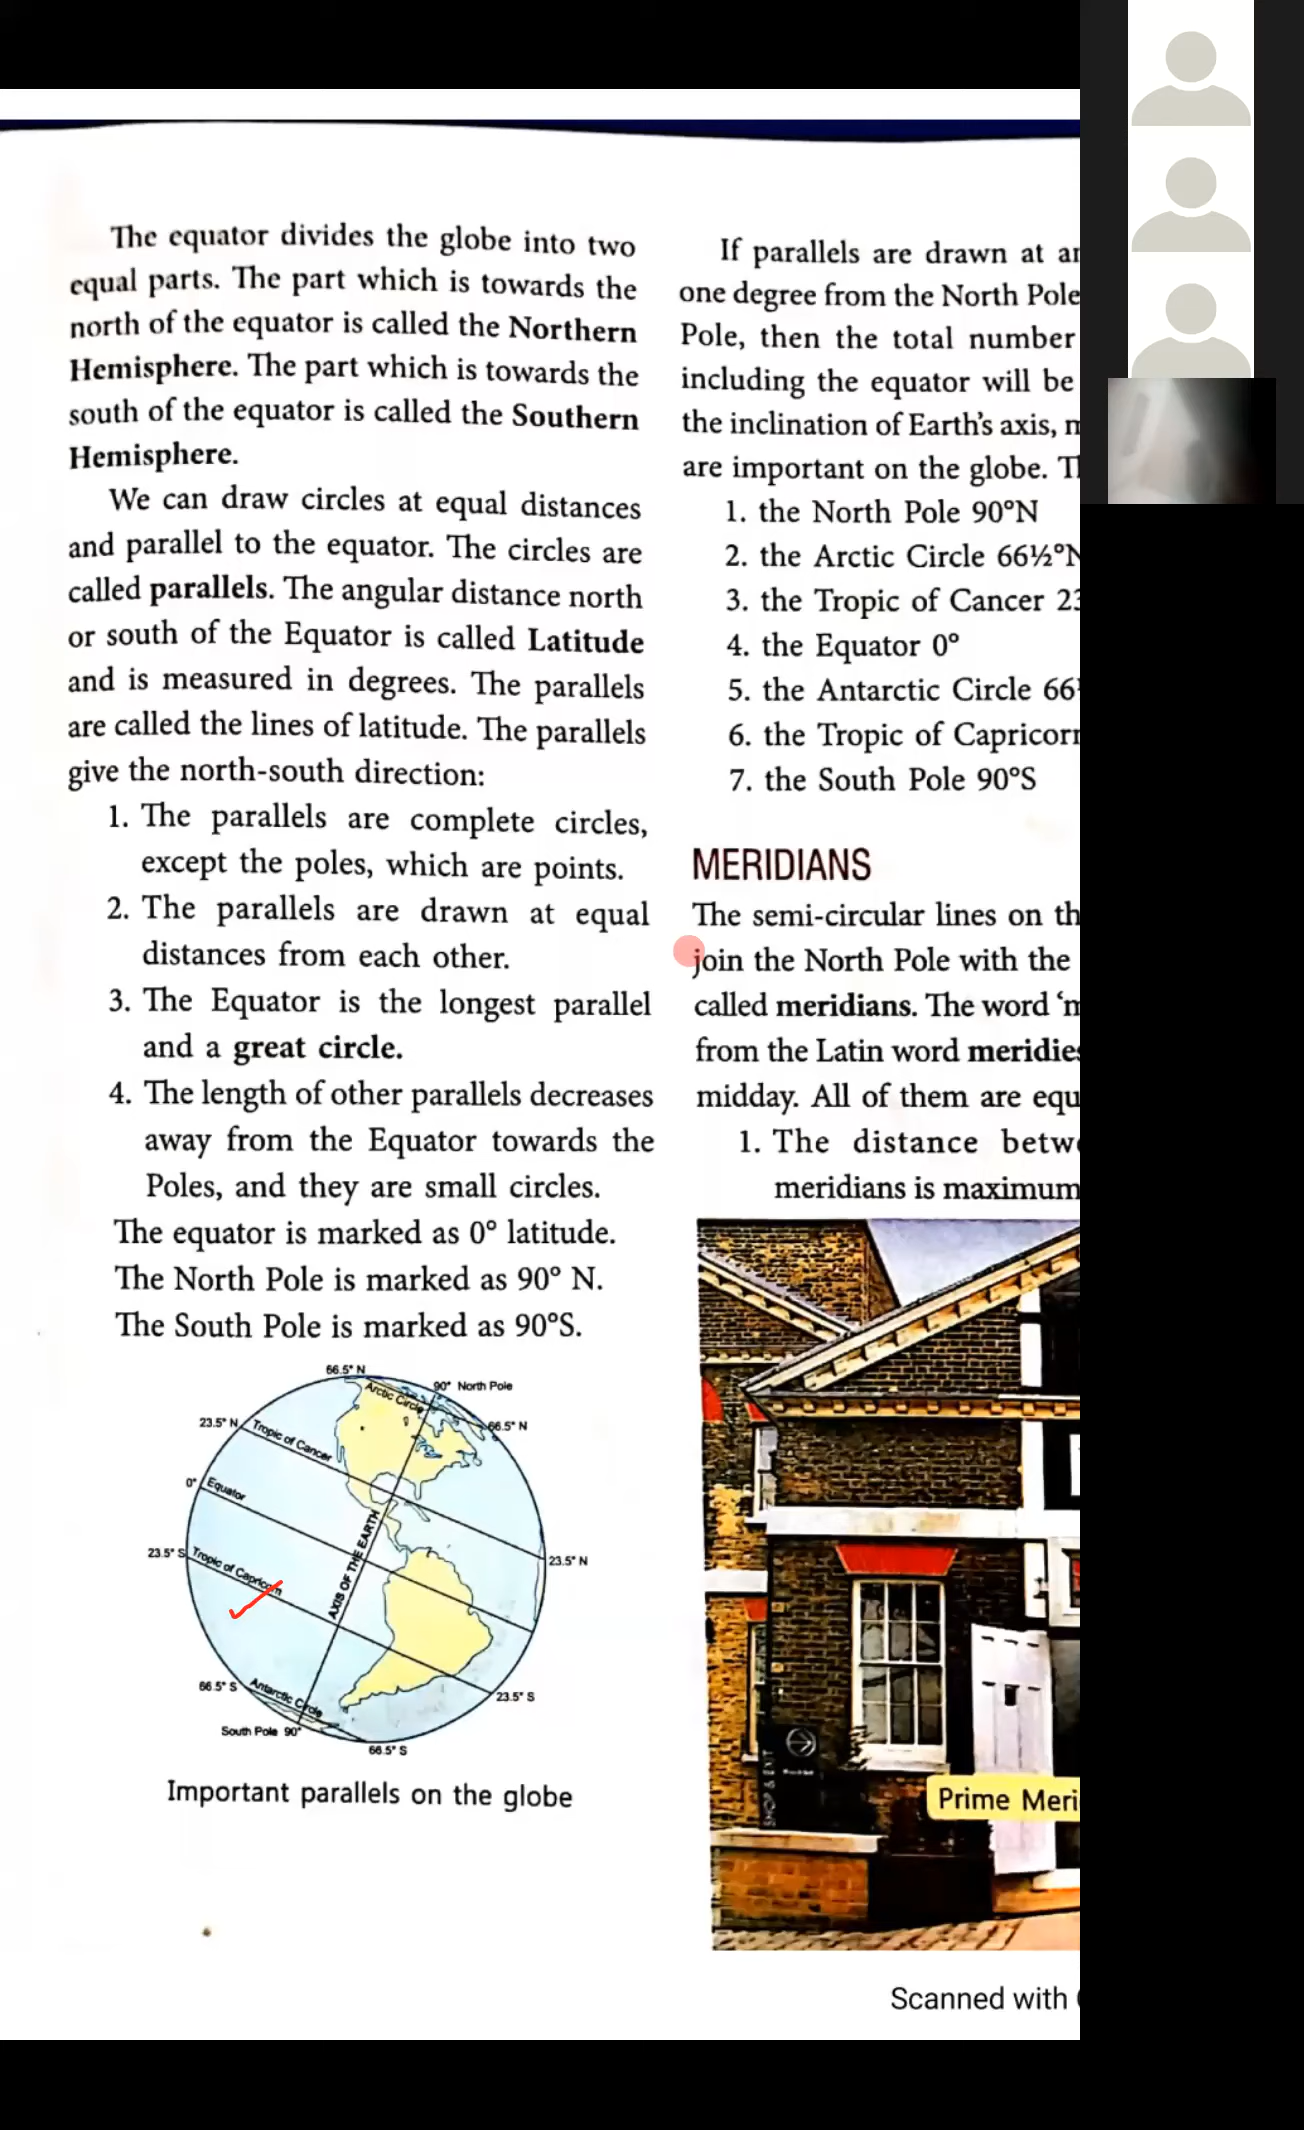 The equator divides the globe into two
equal parts. The part which is towards the
north of the equator is called the Northern
Hemisphere. The part which is towards the
south of the equator is called the Southern
Hemisphere.
We can draw circles at equal distances
and parallel to the equator. The circles are
called parallels. The angular distance north
or south of the Equator is called Latitude
and is measured in degrees. The parallels
are called the lines of latitude. The parallels
give the north-south direction:
1. The parallels are complete circles,
except the poles, which are points.
2. The parallels are drawn at equal
distances from each other.
3. The Equator is the longest parallel
and a great circle.
4. The length of other parallels decreases
away from the Equator towards the
Poles, and they are small circles.
The equator is marked as 0° latitude.
The North Pole is marked as 90° N.
The South Pole is marked as 90°S.
66.5° N
Arctic Circle
90° North Pole
66.5° N
23.5° N
Tropic of Cancer
0°
Equator
23.5° S
Tropic of Capricorn
AXIS OF THE EARTH
23.5° N
66.5° S
Antarctic Circle
23.5° S
South Pole 90°
66.5° S
Important parallels on the globe
If parallels are drawn at
one degree from the North Pole
Pole, then the total number
including the equator will be
the inclination of Earth's axis,
are important on the globe.
1. the North Pole 90°N
2. the Arctic Circle 66½°N
3. the Tropic of Cancer 23
4. the Equator 0°
5. the Antarctic Circle 66
6. the Tropic of Capricorn
7. the South Pole 90°S
MERIDIANS
The semi-circular lines on
join the North Pole with the
called meridians. The word
from the Latin word meridies
midday. All of them are
1. The distance
meridians is maximum
SHOP & EXIT
Prime
Scanned with